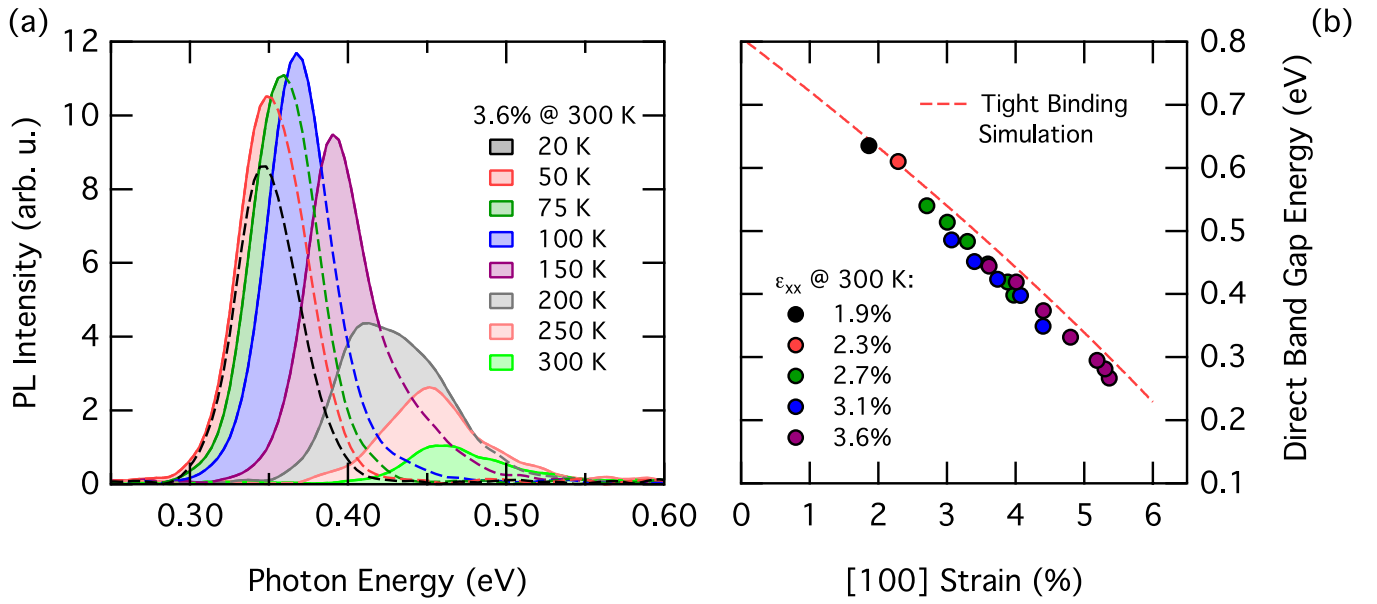 (a)
PL Intensity (arb. u.)
12
10
8
6
4
2
0
0.30
0.40
0.50
0.60
Photon Energy (eV)
3.6% @ 300 K
20 K
50 K
75 K
100 K
150 K
200 K
250 K
300 K
(b)
Tight Binding
Simulation
ε_xx @ 300 K:
1.9%
2.3%
2.7%
3.1%
3.6%
0.8
0.7
0.6
0.5
0.4
0.3
0.2
0.1
Direct Band Gap Energy (eV)
0
1
2
3
4
5
6
[100] Strain (%)